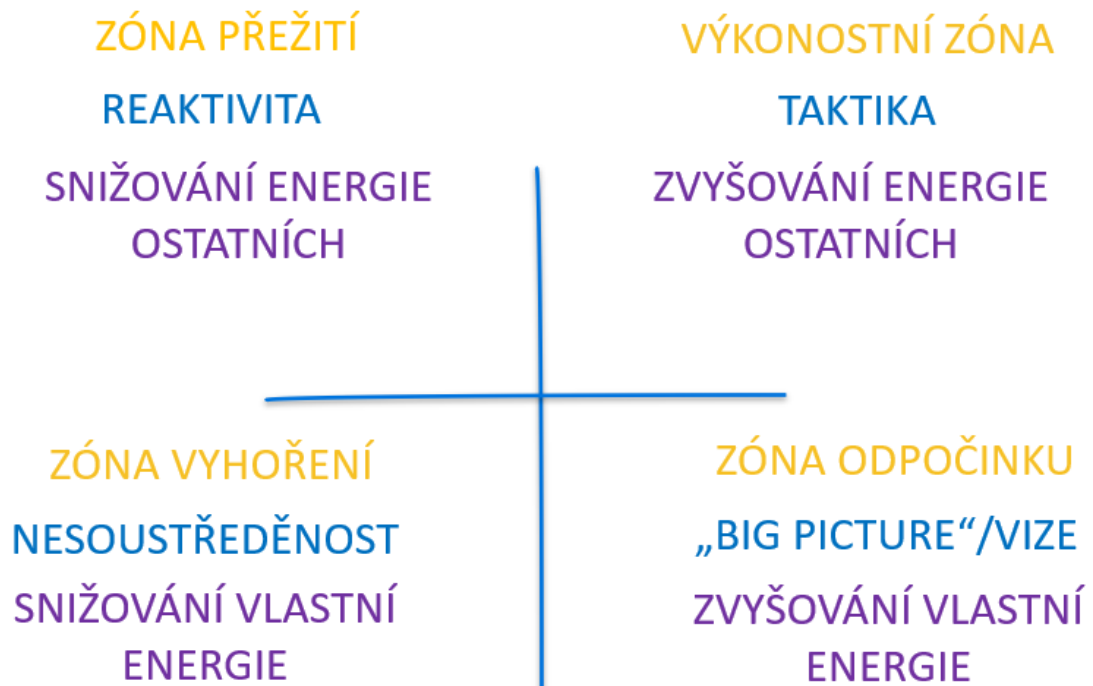 ZÓNA PŘEŽITÍ
REAKTIVITA
SNIŽOVÁNÍ ENERGIE
OSTATNÍCH
VÝKONOSTNÍ ZÓNA
TAKTIKA
ZVYŠOVÁNÍ ENERGIE
OSTATNÍCH
ZÓNA VYHOŘENÍ
NESOUSTŘEDĚNOST
SNIŽOVÁNÍ VLASTNÍ
ENERGIE
ZÓNA ODPOČINKU
„BIG PICTURE“/VIZE
ZVYŠOVÁNÍ VLASTNÍ
ENERGIE